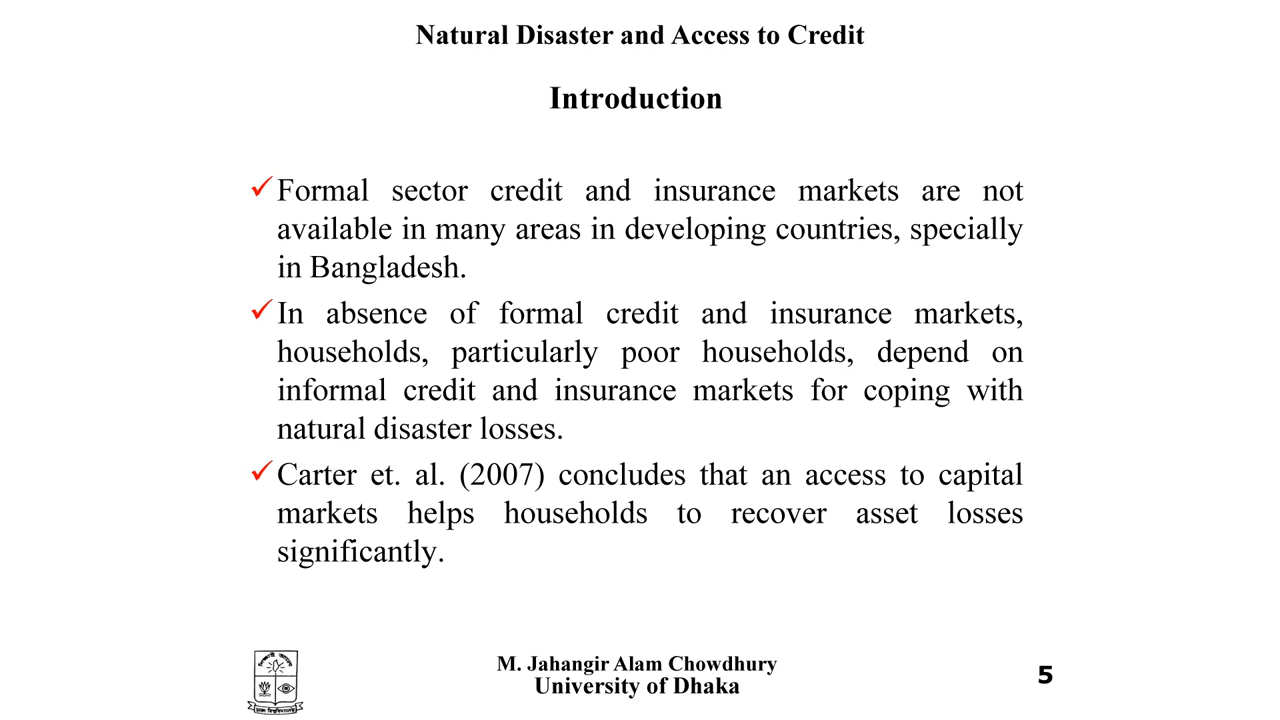 Natural Disaster and Access to Credit
Introduction
Formal sector credit and insurance markets are not
available in many areas in developing countries, specially
in Bangladesh.
In absence of formal credit and insurance markets,
households, particularly poor households, depend on
informal credit and insurance markets for coping with
natural disaster losses.
Carter et. al. (2007) concludes that an access to capital
markets helps households to recover asset losses
significantly.
M. Jahangir Alam Chowdhury
University of Dhaka
5